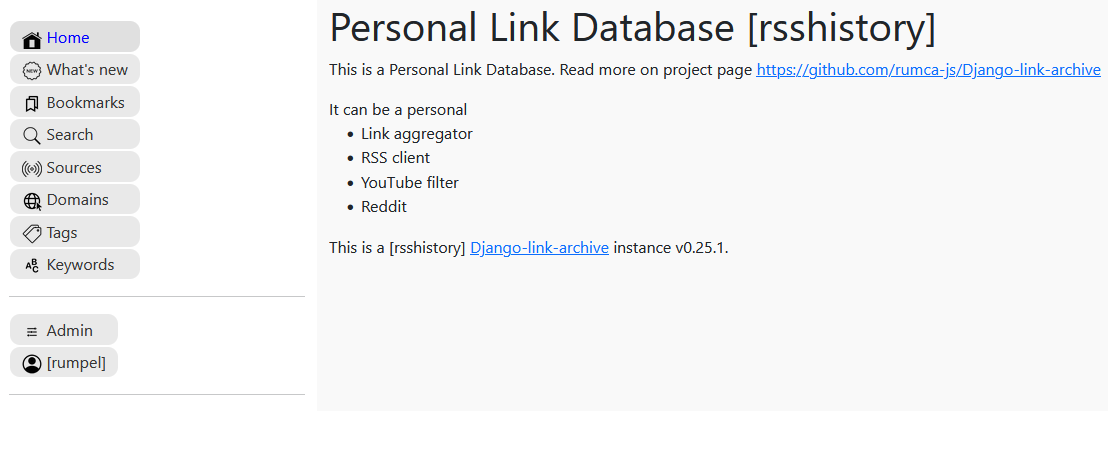 Home
What's new
Bookmarks
Search
Sources
Domains
Tags
Keywords
Admin
[rumpel]
Personal Link Database [rsshistory]
This is a Personal Link Database. Read more on project page https://github.com/rumca-js/Django-link-archive
It can be a personal
• Link aggregator
• RSS client
• YouTube filter
• Reddit
This is a [rsshistory] Django-link-archive instance v0.25.1.